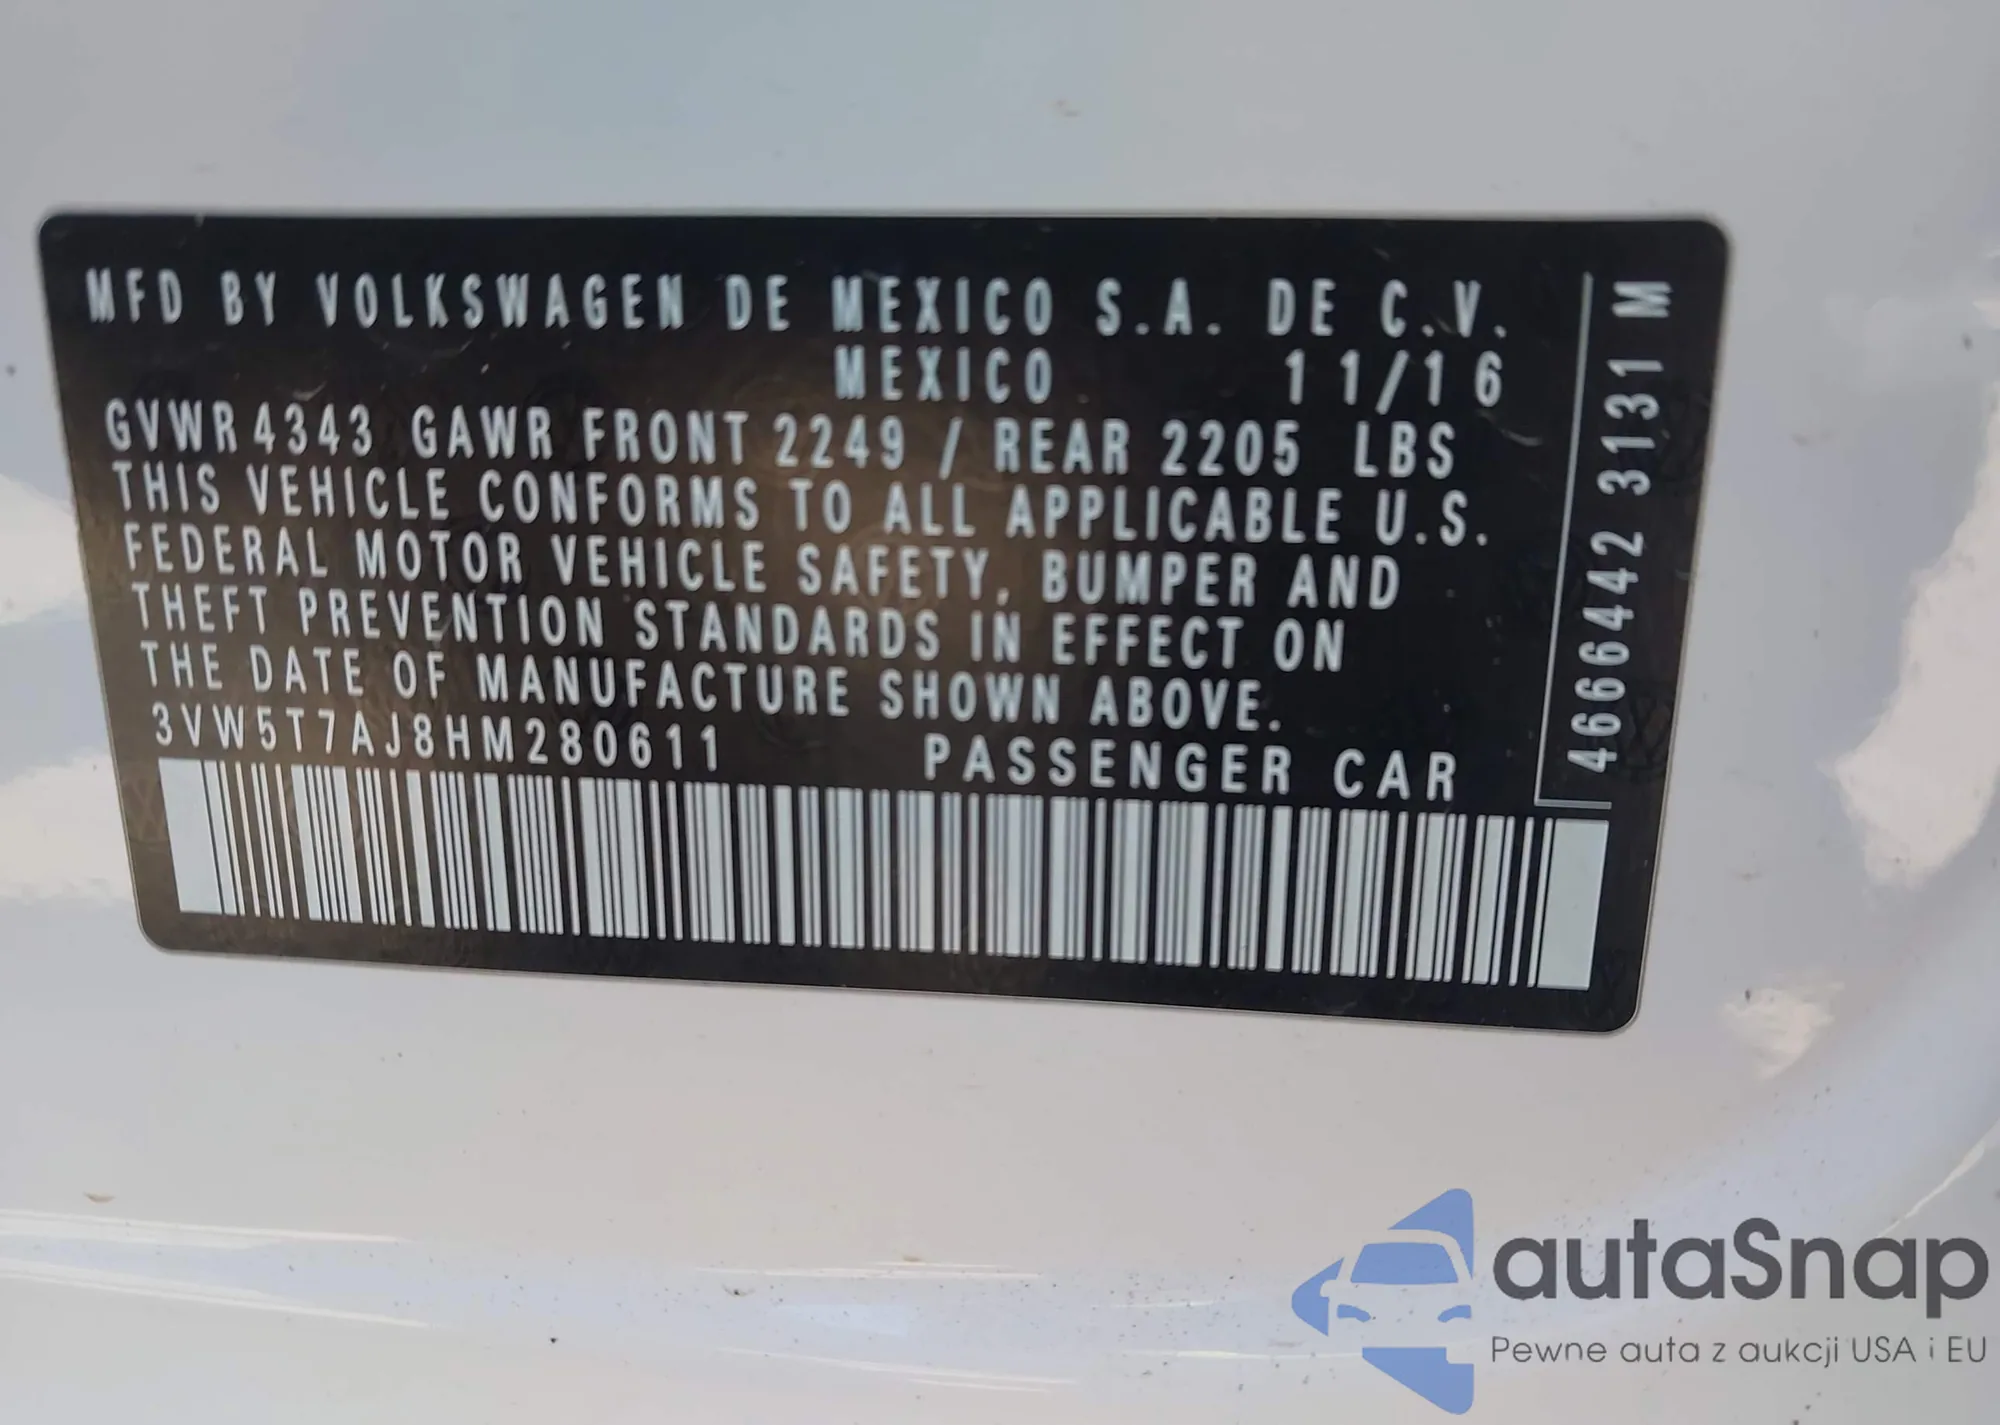 MFD BY VOLKSWAGEN DE MEXICO S.A. DE C.V.
MEXICO 11/16
GVWR 4343 GAWR FRONT 2249 / REAR 2205 LBS
THIS VEHICLE CONFORMS TO ALL APPLICABLE U.S.
FEDERAL MOTOR VEHICLE SAFETY, BUMPER AND
THEFT PREVENTION STANDARDS IN EFFECT ON
THE DATE OF MANUFACTURE SHOWN ABOVE.
3VW5T7AJ8HM280611 PASSENGER CAR
4666442 3131 M
autaSnap
Pewne auta z aukcji USA i EU